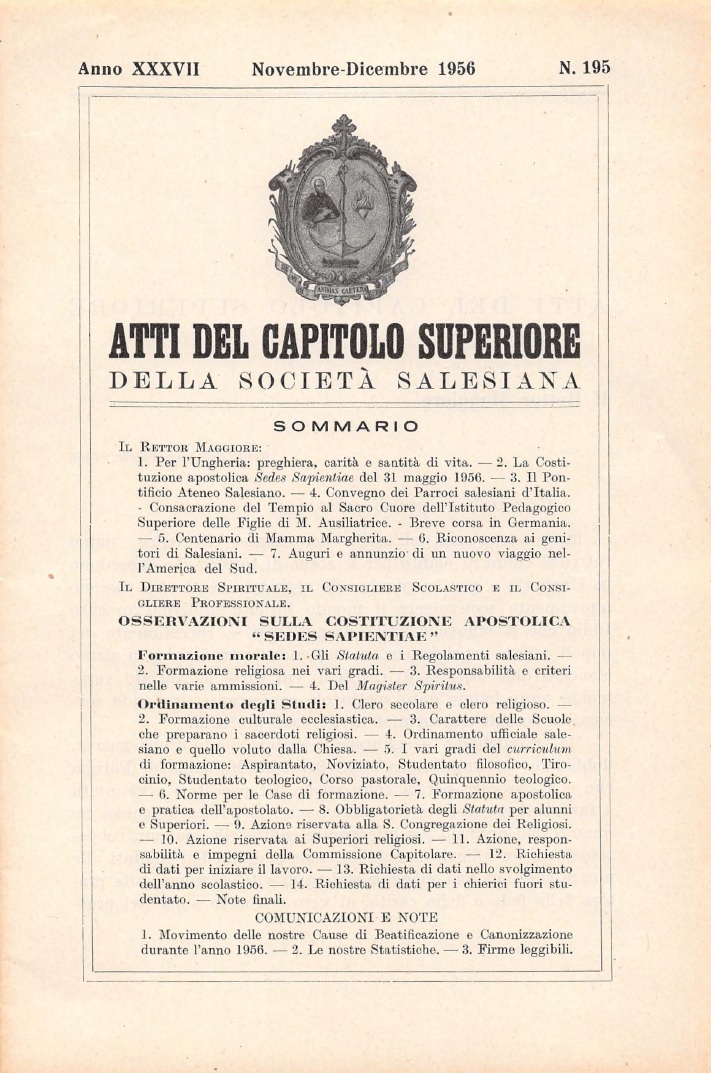 Anno XXXVII Novembre-Dicembre 1956 N. 195
ATTI DEL CAPITOLO SUPERIORE
DELLA SOCIETÀ SALESIANA
SOMMARIO
IL RETTOR MAGGIORE:
1. Per l'Ungheria: preghiera, carità e santità di vita. — 2. La Costi-
tuzione apostolica Sedes Sapientiae del 31 maggio 1956. — 3. Il Pon-
tificio Ateneo Salesiano. — 4. Convegno dei Parroci salesiani d'Italia.
- Consacrazione del Tempio al Sacro Cuore dell'Istituto Pedagogico
Superiore delle Figlie di M. Ausiliatrice. - Breve corsa in Germania.
— 5. Centenario di Mamma Margherita. — 6. Riconoscenza ai geni-
tori di Salesiani. — 7. Auguri e annunzio di un nuovo viaggio nel-
l'America del Sud.
IL DIRETTORE SPIRITUALE, IL CONSIGLIERE SCOLASTICO E IL CONSI-
GLIERE PROFESSIONALE.
OSSERVAZIONI SULLA COSTITUZIONE APOSTOLICA
“SEDES SAPIENTIAE”
Formazione morale: 1. Gli Statuta e i Regolamenti salesiani. —
2. Formazione religiosa nei vari gradi. — 3. Responsabilità e criteri
nelle varie ammissioni. — 4. Del Magister Spiritus.
Ordinamento degli Studi: 1. Clero secolare e clero religioso. —
2. Formazione culturale ecclesiastica. — 3. Carattere delle Scuole
che preparano i sacerdoti religiosi. — 4. Ordinamento ufficiale sale-
siano e quello voluto dalla Chiesa. — 5. I vari gradi del curriculum
di formazione: Aspirantato, Noviziato, Studentato filosofico, Tiro-
cinio, Studentato teologico, Corso pastorale, Quinquennio teologico.
— 6. Norme per le Case di formazione. — 7. Formazione apostolica
e pratica dell'apostolato. — 8. Obbligatorietà degli Statuta per alunni
e Superiori. — 9. Azione riservata alla S. Congregazione dei Religiosi.
— 10. Azione riservata ai Superiori religiosi. — 11. Azione, respon-
sabilità e impegni della Commissione Capitolare. — 12. Richiesta
di dati per iniziare il lavoro. — 13. Richiesta di dati nello svolgimento
dell'anno scolastico. — 14. Richiesta di dati per i chierici fuori stu-
dentato. — Note finali.
COMUNICAZIONI E NOTE
1. Movimento delle nostre Cause di Beatificazione e Canonizzazione
durante l'anno 1956. — 2. Le nostre Statistiche. — 3. Firme leggibili.